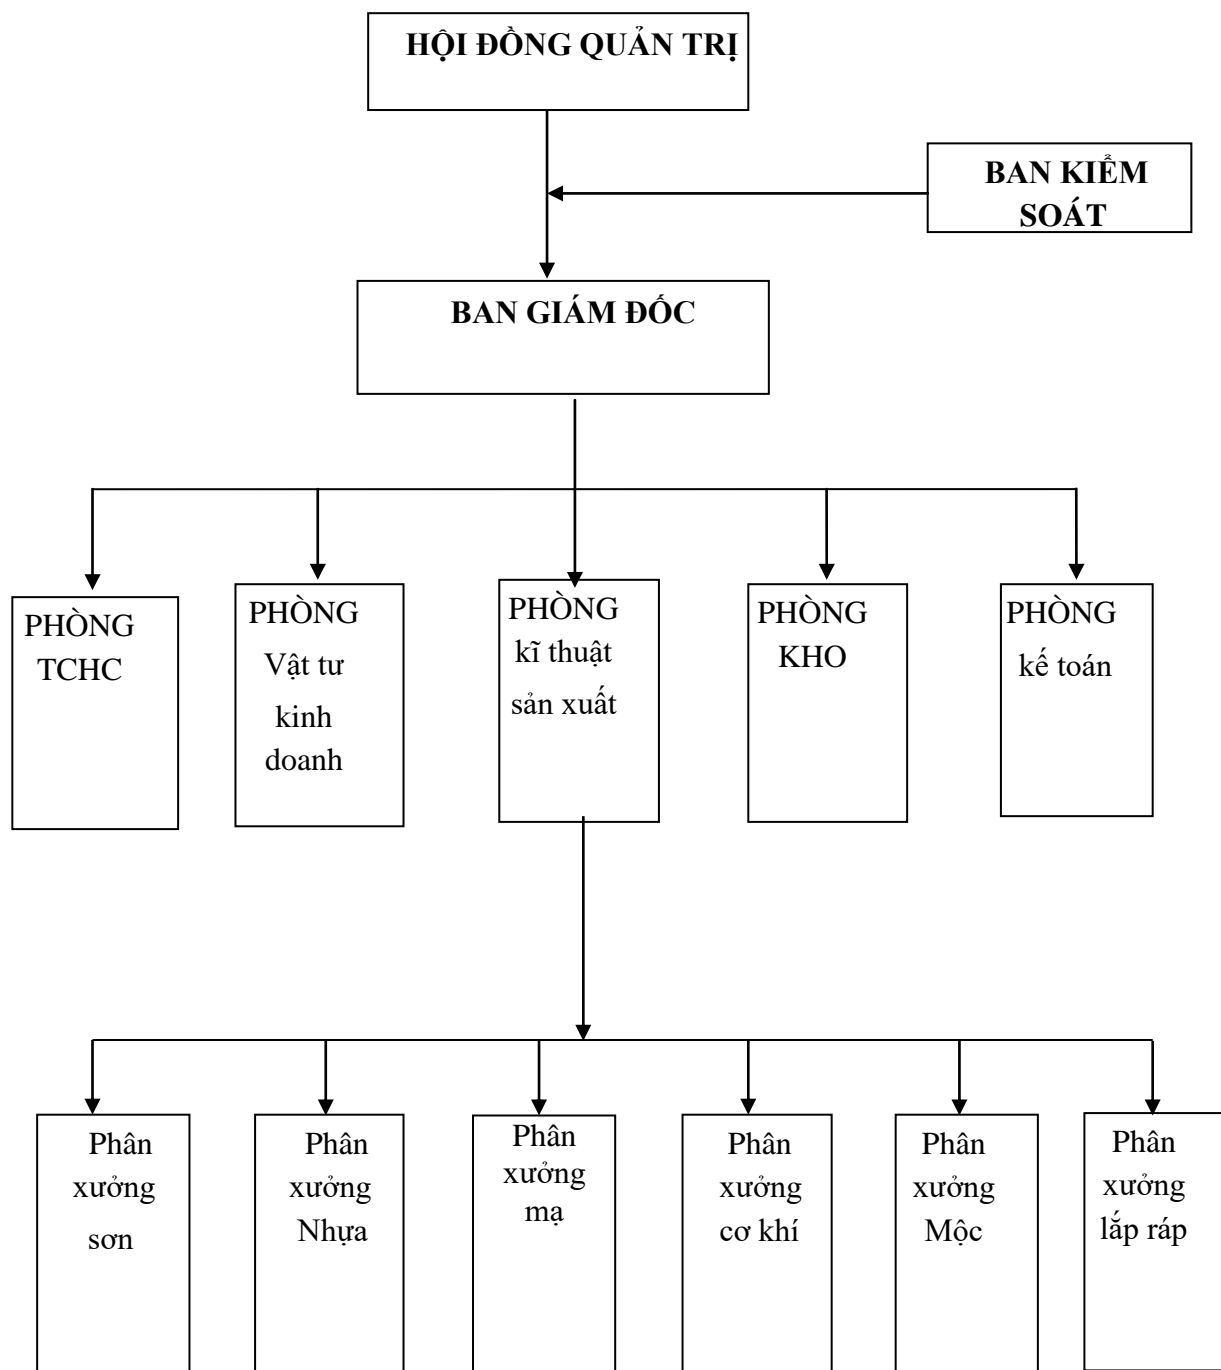 HỘI ĐỒNG QUẢN TRỊ
BAN KIỂM
SOÁT
BAN GIÁM ĐỐC
PHÒNG
TCHC
PHÒNG
Vật tư
kinh
doanh
PHÒNG
kĩ thuật
sản xuất
PHÒNG
KHO
PHÒNG
kế toán
Phân
xưởng
sơn
Phân
xưởng
Nhựa
Phân
xưởng
mạ
Phân
xưởng
cơ khí
Phân
xưởng
Mộc
Phân
xưởng
lắp ráp